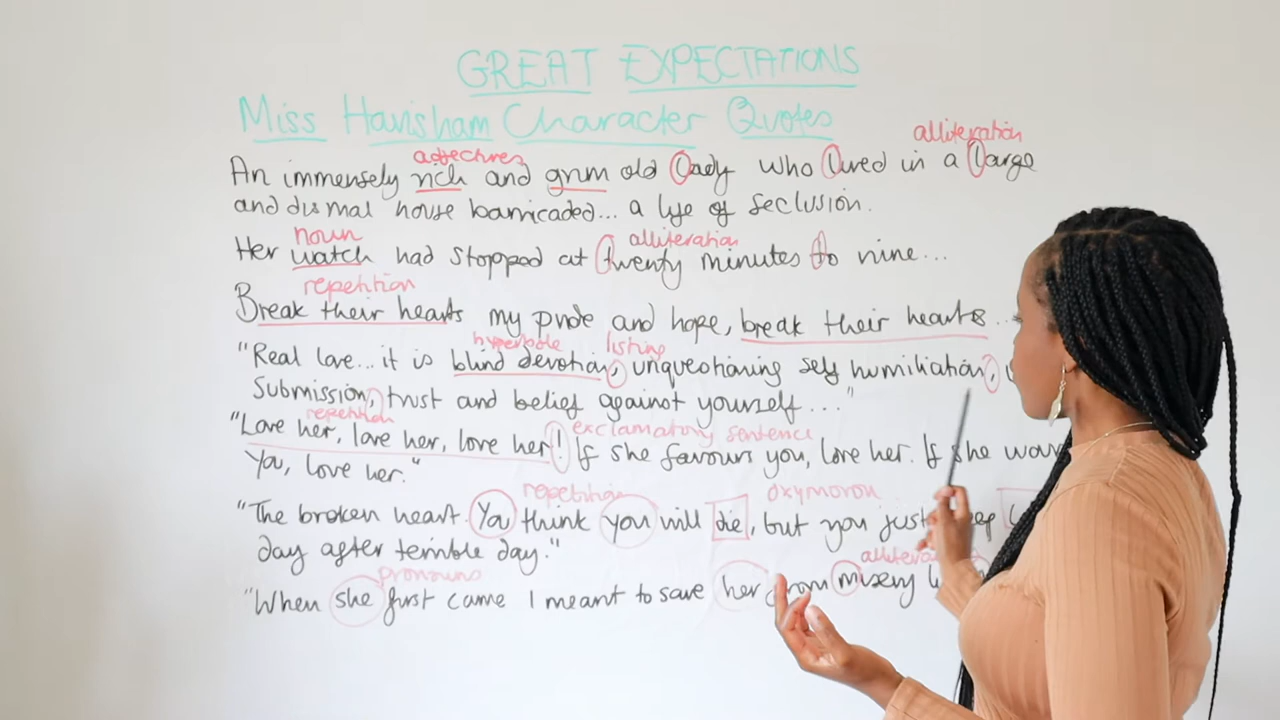 GREAT EXPECTATIONS
Miss Havisham Character Quotes
alliteration
adjectives
An immensely rich and grim old lady who lived in a large
and dismal house barricaded... a life of seclusion.
noun
alliteration
Her watch had stopped at twenty minutes to nine...
repetition
Break their hearts my pride and hope, break their hearts...
hyperbole listing
"Real love... it is blind devotion, unquestioning self humiliation,
Submission, trust and belief against yourself..."
repetition
exclamatory sentence
"Love her, love her, love her! If she favours you, love her. If she
You, love her."
repetition oxymoron
"The broken heart. You think you will die, but you just
day after terrible day."
pronouns
"When she first came I meant to save her from misery